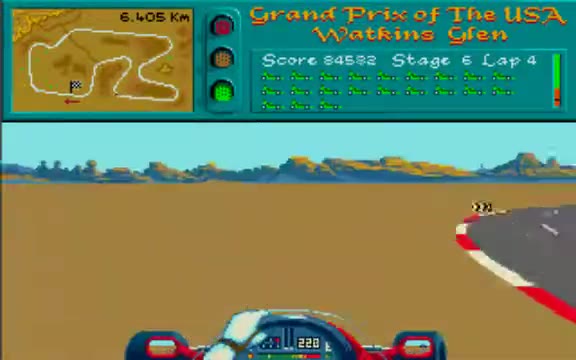 6.405 KM
Grand Prix of The USA
Watkins Glen
Score 84582 Stage 6 Lap 4
220